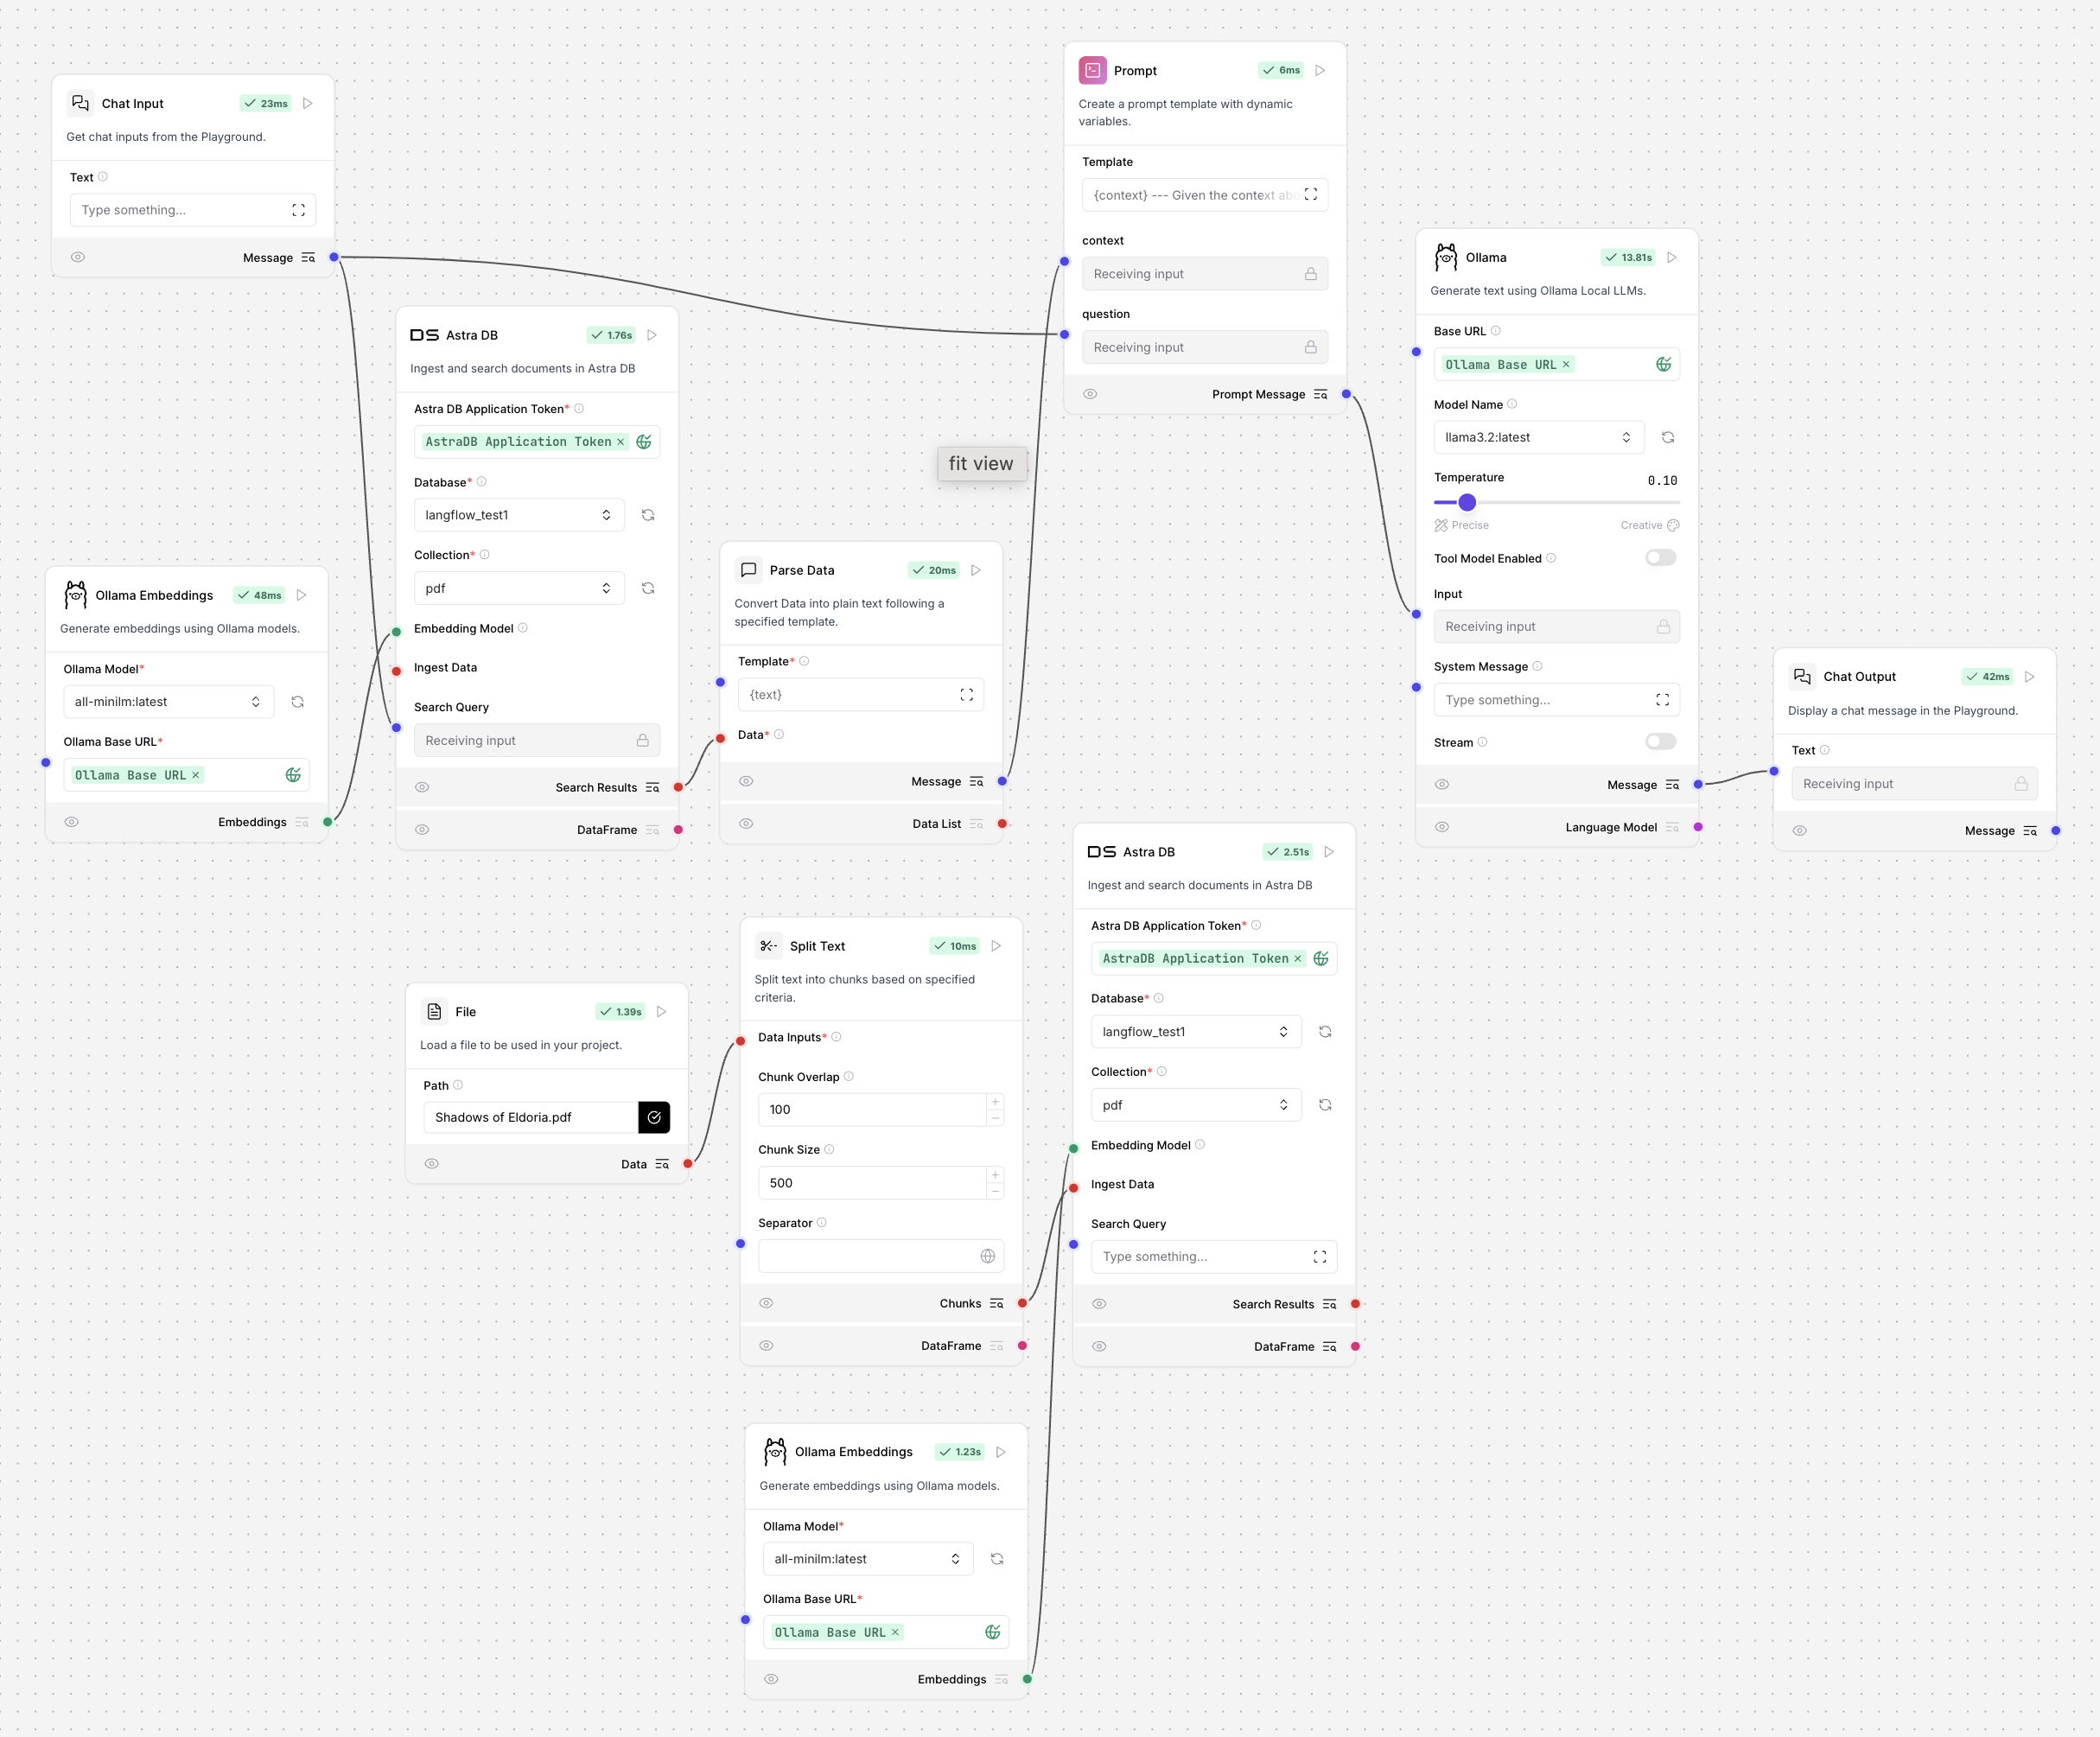 Chat Input
23ms
Get chat inputs from the Playground.
Text
Type something...
Message
Ollama Embeddings
48ms
Generate embeddings using Ollama models.
Ollama Model*
all-minilm:latest
Ollama Base URL*
Ollama Base URL ×
Embeddings
DS Astra DB
1.76s
Ingest and search documents in Astra DB
Astra DB Application Token*
AstraDB Application Token ×
Database*
langflow_test1
Collection*
pdf
Embedding Model
Ingest Data
Search Query
Receiving input
Search Results
DataFrame
Parse Data
20ms
Convert Data into plain text following a
specified template.
Template*
{text}
Data*
Message
Data List
fit view
Prompt
6ms
Create a prompt template with dynamic
variables.
Template
{context} --- Given the context abo
context
Receiving input
question
Receiving input
Prompt Message
Ollama
13.81s
Generate text using Ollama Local LLMs.
Base URL
Ollama Base URL ×
Model Name
llama3.2:latest
Temperature
0.10
Precise
Creative
Tool Model Enabled
Input
Receiving input
System Message
Type something...
Stream
Message
Language Model
Chat Output
42ms
Display a chat message in the Playground.
Text
Receiving input
Message
File
1.39s
Load a file to be used in your project.
Path
Shadows of Eldoria.pdf
Data
Split Text
10ms
Split text into chunks based on specified
criteria.
Data Inputs*
Chunk Overlap
100
Chunk Size
500
Separator
Chunks
DataFrame
DS Astra DB
2.51s
Ingest and search documents in Astra DB
Astra DB Application Token*
AstraDB Application Token ×
Database*
langflow_test1
Collection*
pdf
Embedding Model
Ingest Data
Search Query
Type something...
Search Results
DataFrame
Ollama Embeddings
1.23s
Generate embeddings using Ollama models.
Ollama Model*
all-minilm:latest
Ollama Base URL*
Ollama Base URL ×
Embeddings